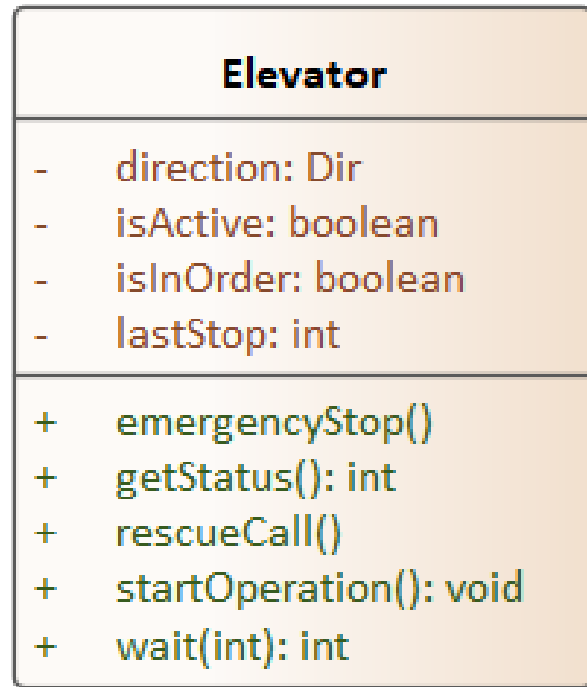 Elevator
- direction: Dir
- isActive: boolean
- isInOrder: boolean
- lastStop: int
+ emergencyStop()
+ getStatus(): int
+ rescueCall()
+ startOperation(): void
+ wait(int): int